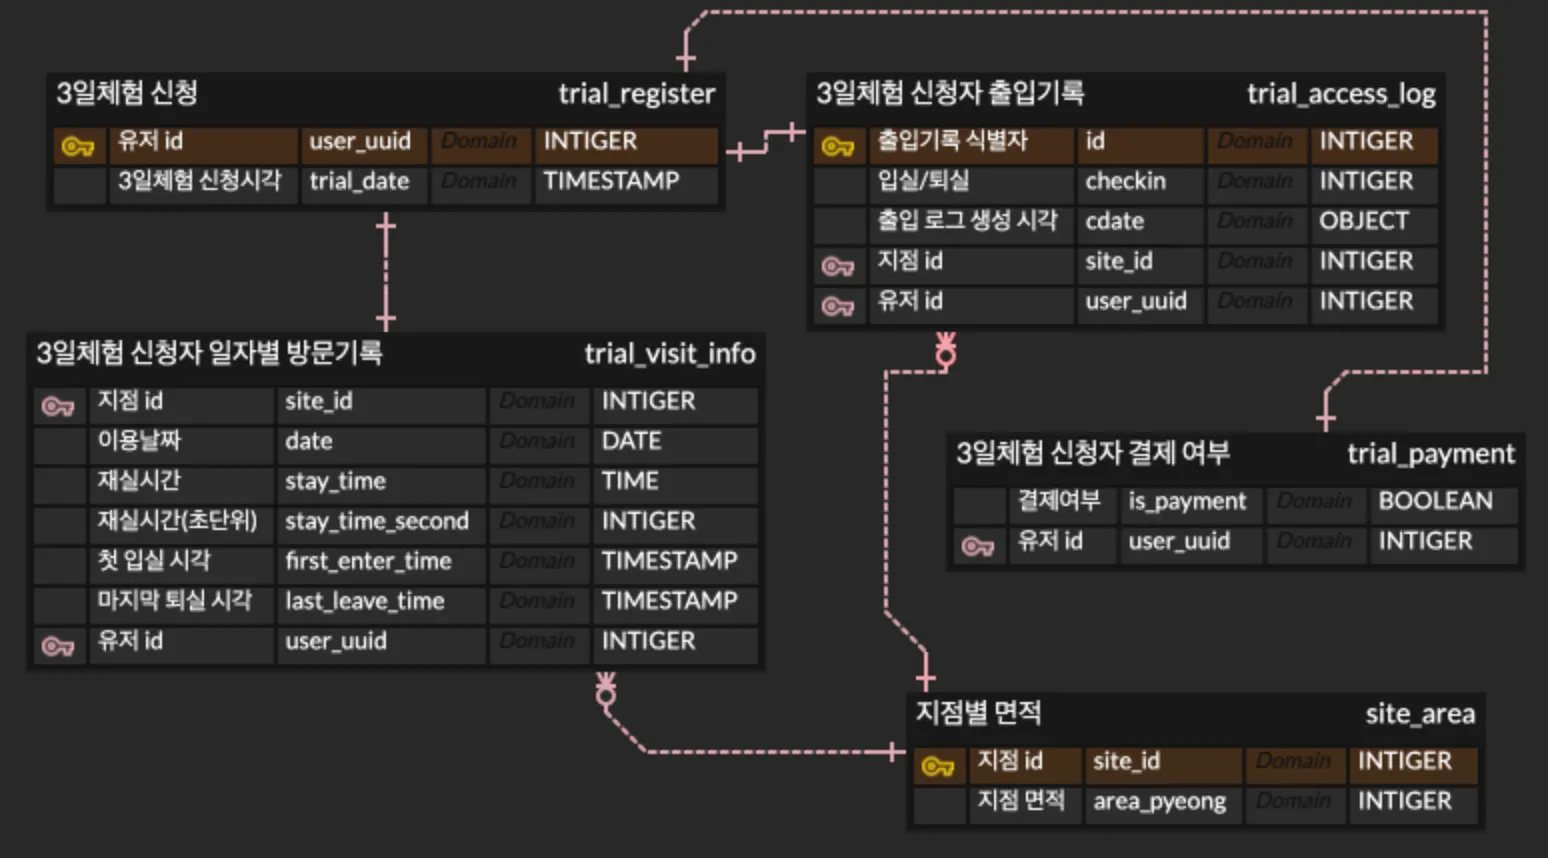 3일체험 신청 trial_register
유저 id user_uuid Domain INTIGER
3일체험 신청시각 trial_date Domain TIMESTAMP
3일체험 신청자 출입기록 trial_access_log
출입기록 식별자 id Domain INTIGER
입실/퇴실 checkin Domain INTIGER
출입 로그 생성 시각 cdate Domain OBJECT
지점 id site_id Domain INTIGER
유저 id user_uuid Domain INTIGER
3일체험 신청자 일자별 방문기록 trial_visit_info
지점 id site_id Domain INTIGER
이용날짜 date Domain DATE
재실시간 stay_time Domain TIME
재실시간(초단위) stay_time_second Domain INTIGER
첫 입실 시각 first_enter_time Domain TIMESTAMP
마지막 퇴실 시각 last_leave_time Domain TIMESTAMP
유저 id user_uuid Domain INTIGER
3일체험 신청자 결제 여부 trial_payment
결제여부 is_payment Domain BOOLEAN
유저 id user_uuid Domain INTIGER
지점별 면적 site_area
지점 id site_id Domain INTIGER
지점 면적 area_pyeong Domain INTIGER